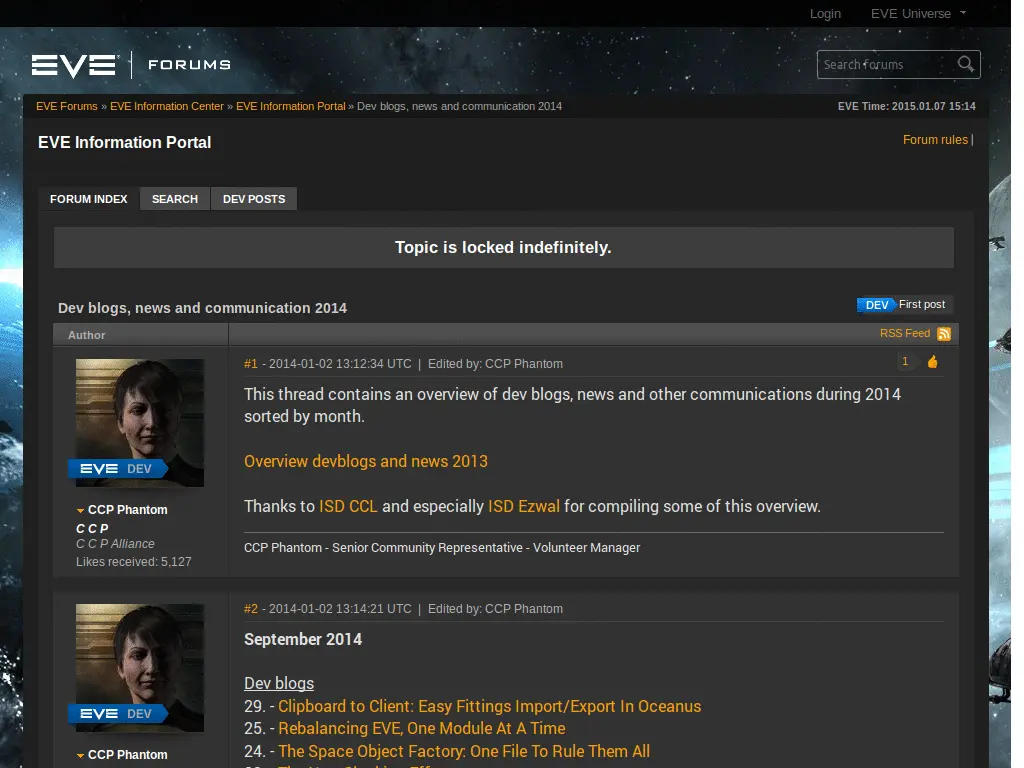 Login EVE Universe
EVE FORUMS
Search forums
EVE Forums » EVE Information Center » EVE Information Portal » Dev blogs, news and communication 2014
EVE Time: 2015.01.07 15:14
EVE Information Portal
Forum rules |
FORUM INDEX SEARCH DEV POSTS
Topic is locked indefinitely.
Dev blogs, news and communication 2014
DEV First post
Author
RSS Feed
#1 - 2014-01-02 13:12:34 UTC | Edited by: CCP Phantom
1
This thread contains an overview of dev blogs, news and other communications during 2014
sorted by month.
Overview devblogs and news 2013
Thanks to ISD CCL and especially ISD Ezwal for compiling some of this overview.
CCP Phantom - Senior Community Representative - Volunteer Manager
EVE DEV
CCP Phantom
C C P
C C P Alliance
Likes received: 5,127
#2 - 2014-01-02 13:14:21 UTC | Edited by: CCP Phantom
September 2014
Dev blogs
29. - Clipboard to Client: Easy Fittings Import/Export In Oceanus
25. - Rebalancing EVE, One Module At A Time
24. - The Space Object Factory: One File To Rule Them All
EVE DEV
CCP Phantom